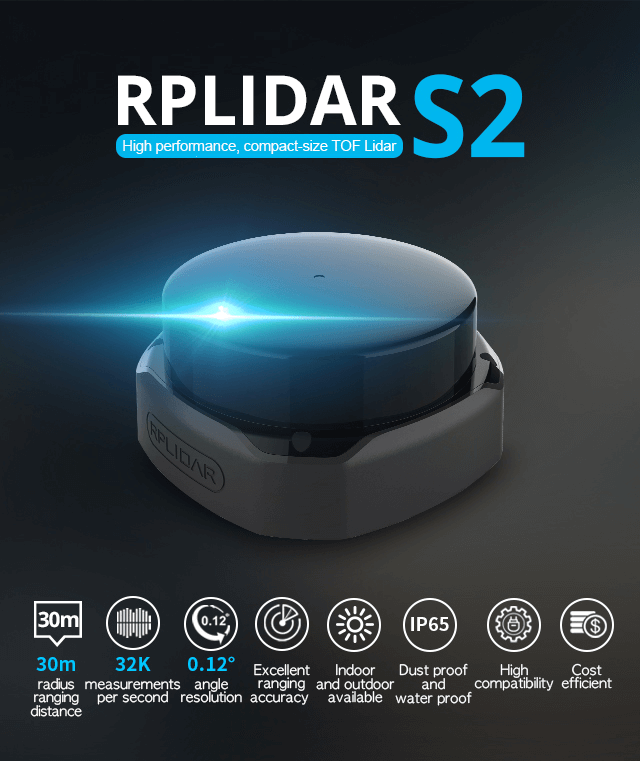 RPLIDAR S2
High performance, compact-size TOF Lidar
RPLIDAR
30m
0.12°
IP65
30m
radius
ranging
distance
32K
measurements
per second
0.12°
angle
resolution
Excellent
ranging
accuracy
Indoor
and outdoor
available
Dust proof
and
water proof
High
compatibility
Cost
efficient